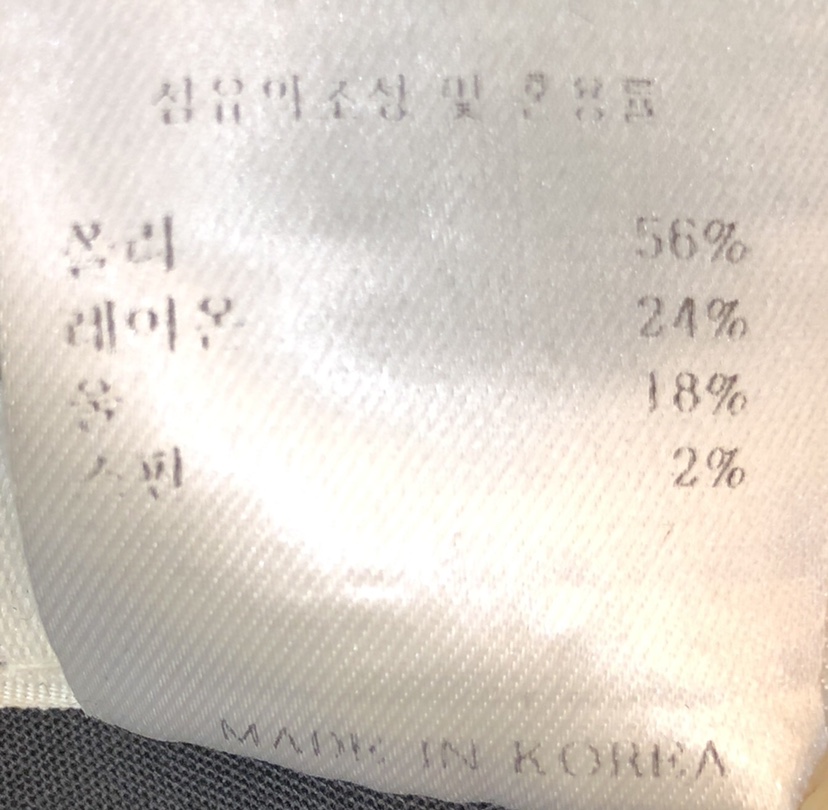 섬유의조성 및 혼용률
폴리 56%
레이온 24%
울 18%
스판 2%
MADE IN KOREA